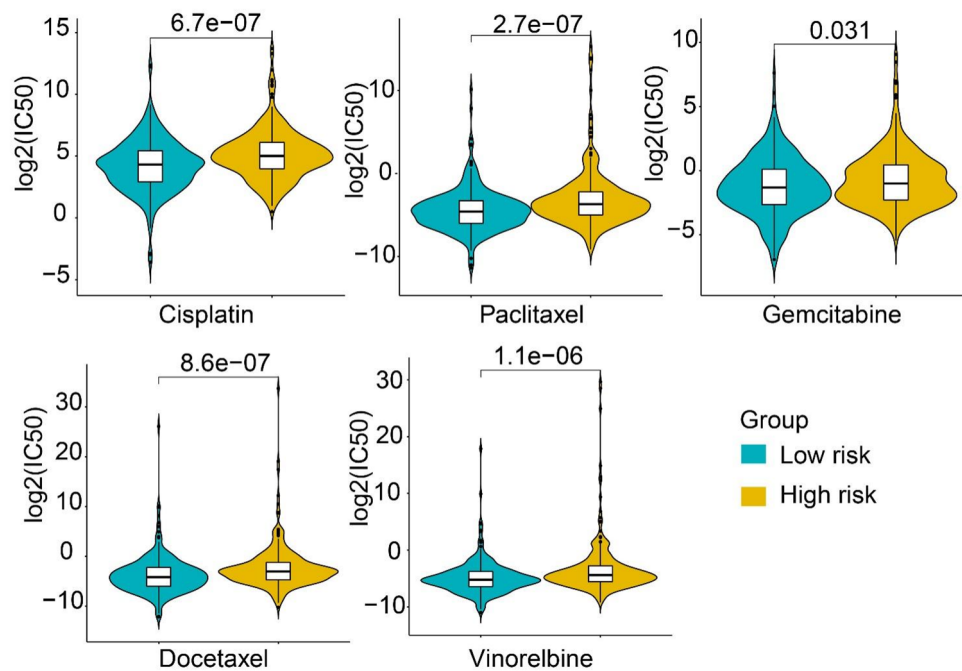 6.7e−07
15
10
5
0
−5
log2(IC50)
Cisplatin
2.7e−07
10
0
−10
log2(IC50)
Paclitaxel
0.031
10
5
0
−5
log2(IC50)
Gemcitabine
8.6e−07
30
20
10
0
−10
log2(IC50)
Docetaxel
1.1e−06
30
20
10
0
−10
log2(IC50)
Vinorelbine
Group
Low risk
High risk